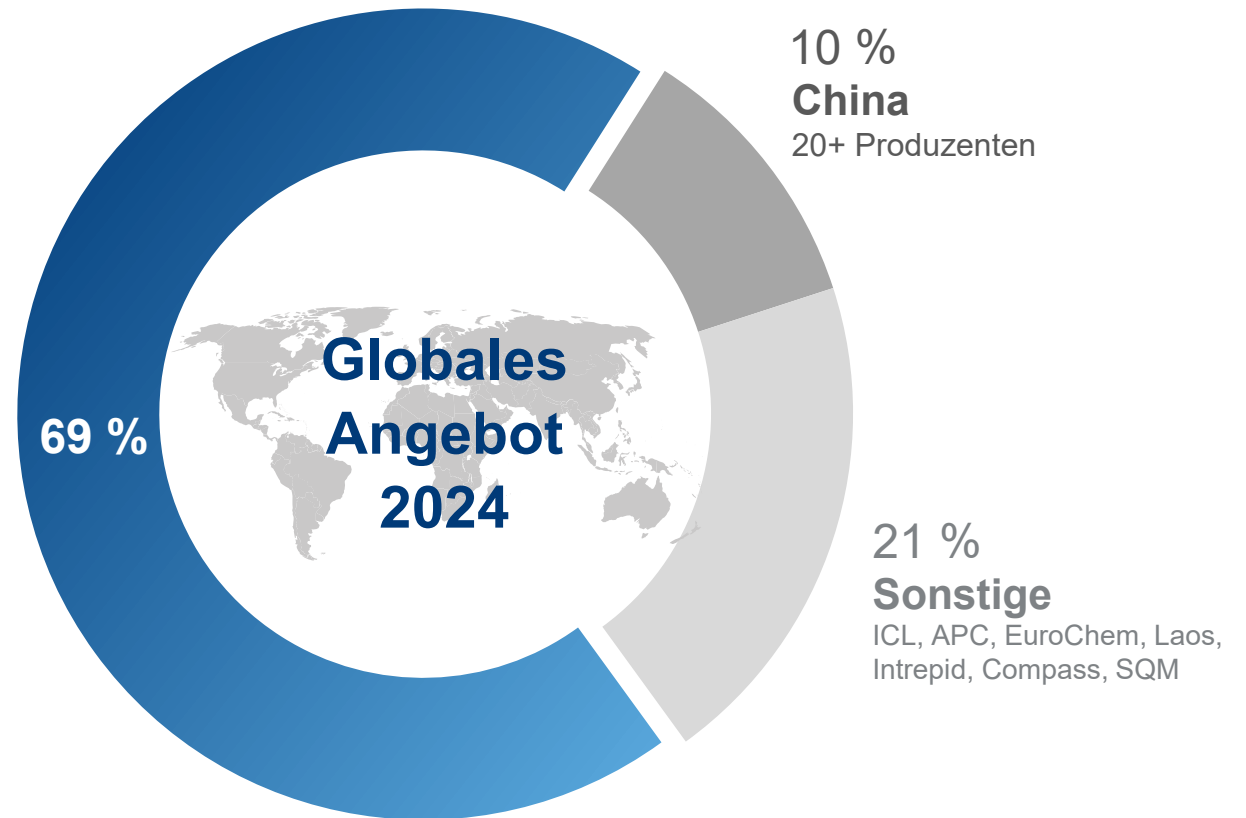 10 %
China
20+ Produzenten
69 %
Globales
Angebot
2024
21 %
Sonstige
ICL, APC, EuroChem, Laos,
Intrepid, Compass, SQM